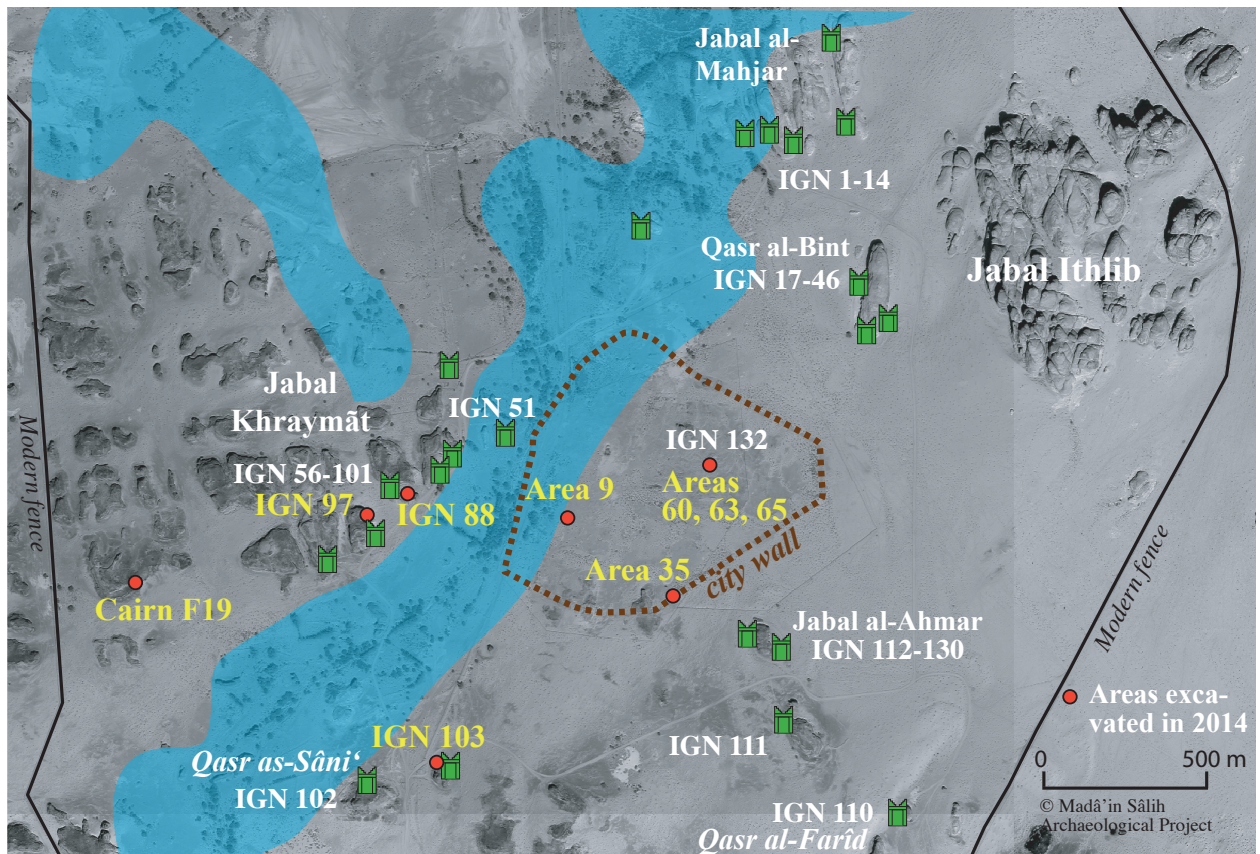 Jabal al-
Mahjar
IGN 1-14
Qasr al-Bint
IGN 17-46
Jabal Ithlib
Jabal
Khraymãt
IGN 51
IGN 56-101
IGN 97
IGN 88
IGN 132
Areas
60, 63, 65
Area 9
Area 35
city wall
Modern fence
Cairn F19
Jabal al-Ahmar
IGN 112-130
Modern fence
IGN 111
IGN 103
Qasr as-Sâni‘
IGN 102
IGN 110
Qasr al-Farîd
Areas exca-
vated in 2014
0 500 m
© Madâ’in Sâlih
Archaeological Project